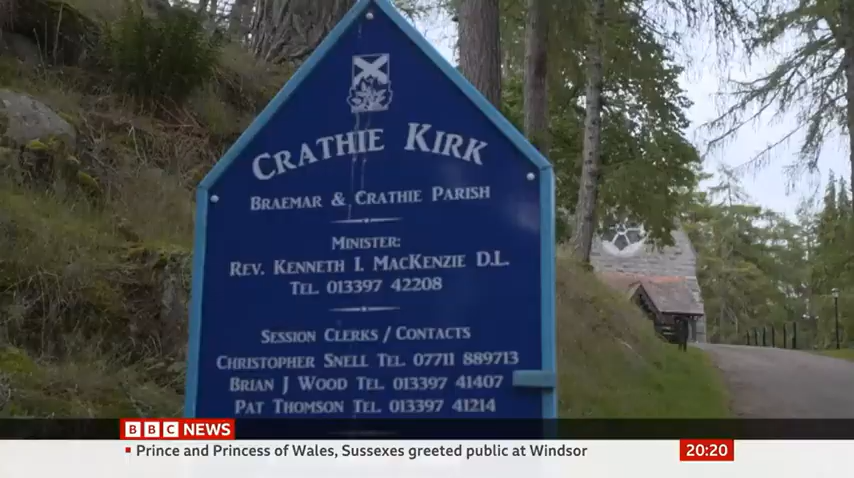 CRATHIE KIRK
BRAEMAR & CRATHIE PARISH
MINISTER:
REV. KENNETH I. MACKENZIE D.L.
TEL. 013397 42208
SESSION CLERKS / CONTACTS
CHRISTOPHER SNELL TEL. 07711 889713
BRIAN J WOOD TEL. 013397 41407
PAT THOMSON TEL. 013397 41214
BBC NEWS
Prince and Princess of Wales, Sussexes greeted public at Windsor
20:20